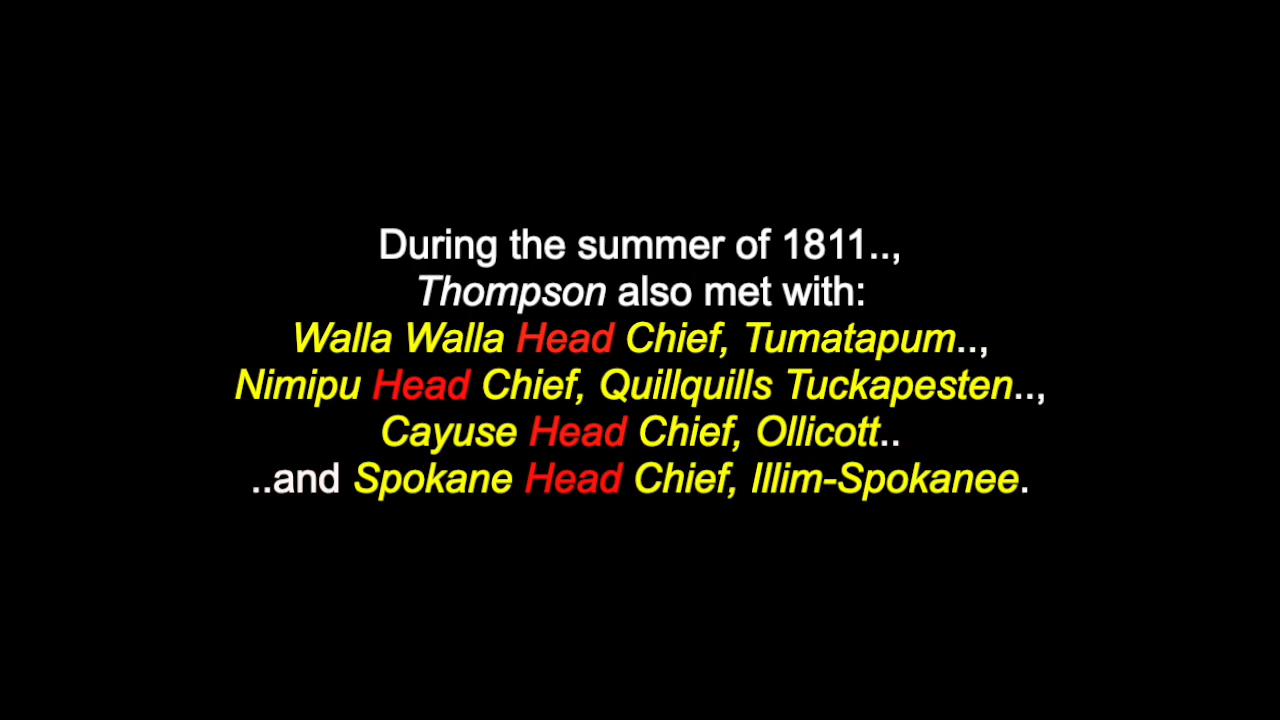 During the summer of 1811..,
Thompson also met with:
Walla Walla Head Chief, Tumatapum..,
Nimipu Head Chief, Quillquills Tuckapesten..,
Cayuse Head Chief, Ollicott..
..and Spokane Head Chief, Illim-Spokanee.